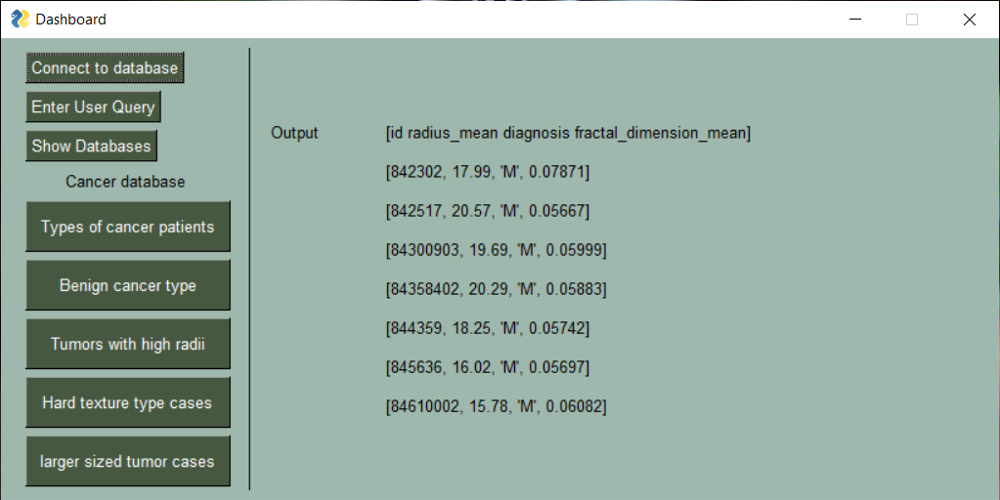 Dashboard
Connect to database
Enter User Query
Show Databases
Cancer database
Types of cancer patients
Benign cancer type
Tumors with high radii
Hard texture type cases
larger sized tumor cases
Output
[id radius_mean diagnosis fractal_dimension_mean]
[842302, 17.99, 'M', 0.07871]
[842517, 20.57, 'M', 0.05667]
[84300903, 19.69, 'M', 0.05999]
[84358402, 20.29, 'M', 0.05883]
[844359, 18.25, 'M', 0.05742]
[845636, 16.02, 'M', 0.05697]
[84610002, 15.78, 'M', 0.06082]